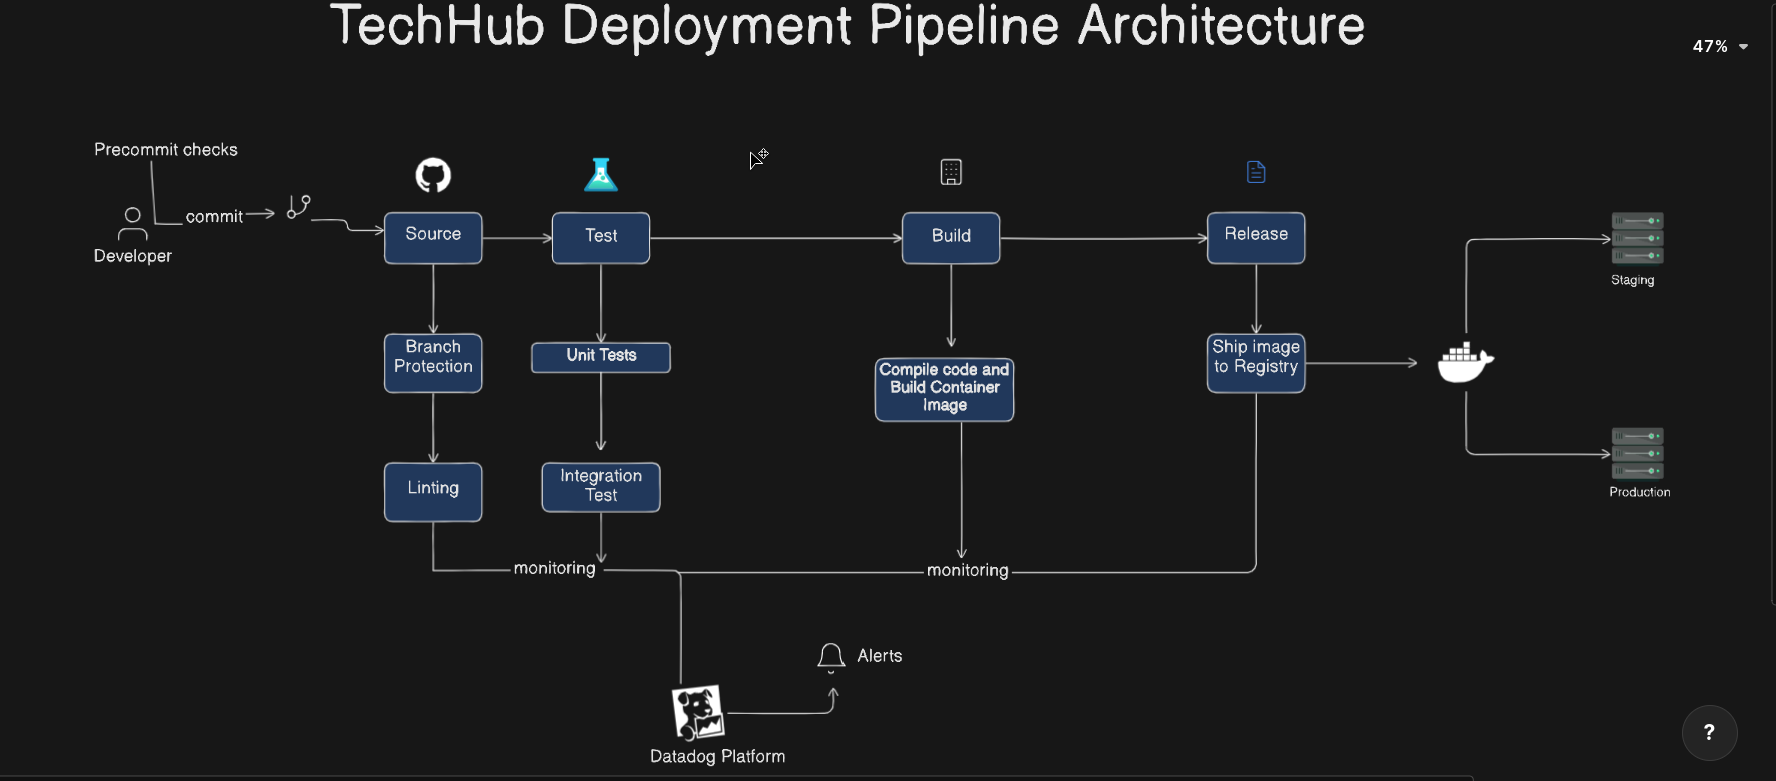 TechHub Deployment Pipeline Architecture
47%
Precommit checks
commit
Developer
Source
Test
Build
Release
Staging
Branch
Protection
Unit Tests
Compile code and
Build Container
Image
Ship image
to Registry
Linting
Integration
Test
Production
monitoring
monitoring
Alerts
Datadog Platform
?